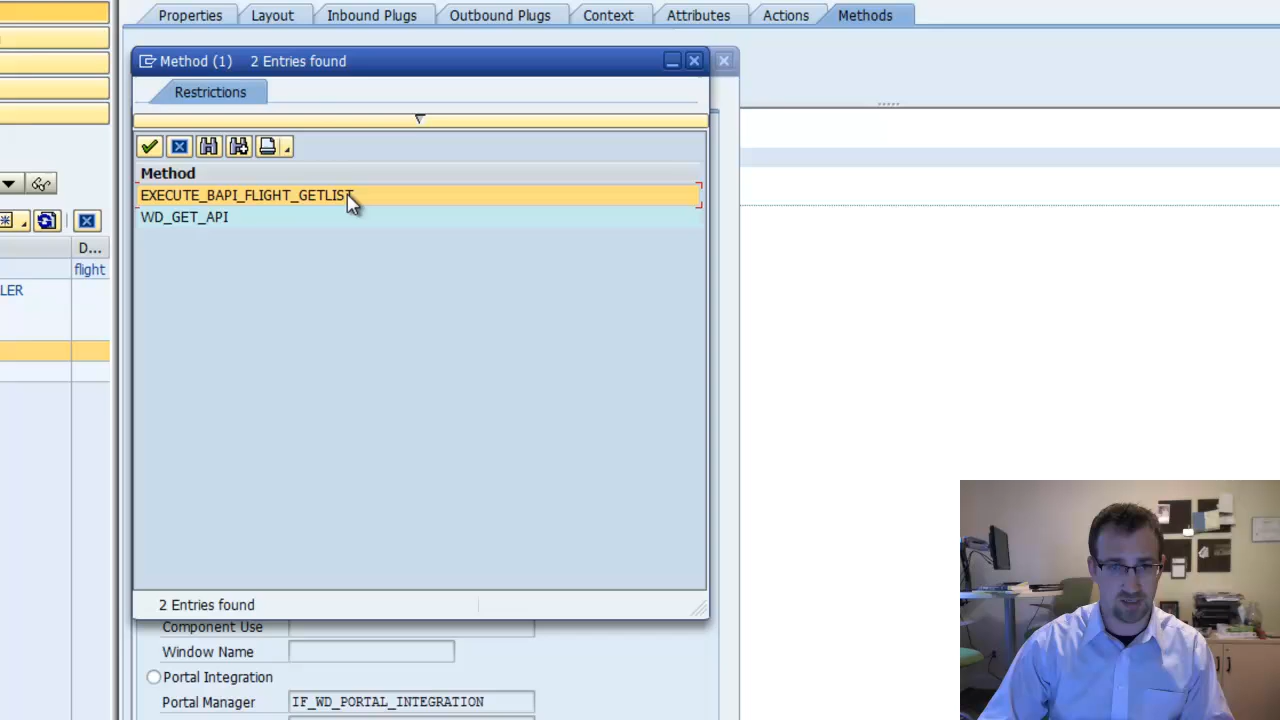 Properties Layout Inbound Plugs Outbound Plugs Context Attributes Actions Methods
Method (1) 2 Entries found
Restrictions
Method
EXECUTE_BAPI_FLIGHT_GETLIST
WD_GET_API
D...
flight
LER
2 Entries found
Component Use
Window Name
Portal Integration
Portal Manager IF_WD_PORTAL_INTEGRATION